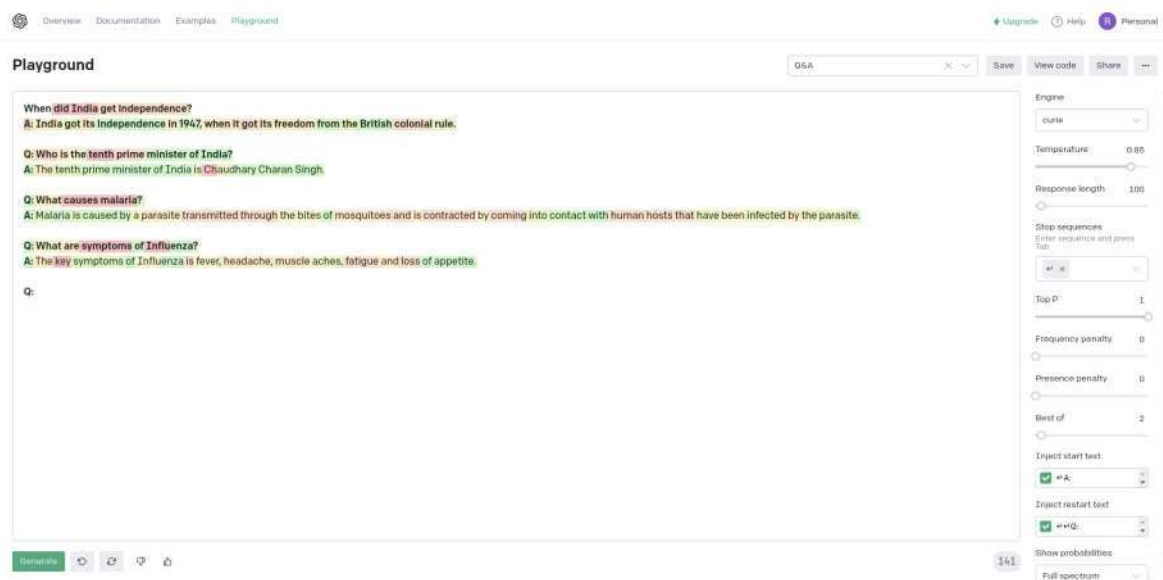 Overview Documentation Examples Playground
Upgrade Help R Personal
Playground
Q&A
Save View code Share ...
When did India get independence?
A: India got its independence in 1947, when it got its freedom from the British colonial rule.
Q: Who is the tenth prime minister of India?
A: The tenth prime minister of India is Chaudhary Charan Singh.
Q: What causes malaria?
A: Malaria is caused by a parasite transmitted through the bites of mosquitoes and is contracted by coming into contact with human hosts that have been infected by the parasite.
Q: What are symptoms of Influenza?
A: The key symptoms of Influenza is fever, headache, muscle aches, fatigue and loss of appetite.
Q:
Engine
curie
Temperature 0.85
Response length 100
Stop sequences
Enter sequence and press
Tab
↵ ×
Top P 1
Frequency penalty 0
Presence penalty 0
Best of 2
Inject start text
↵A:
Inject restart text
↵↵Q:
Show probabilities
Full spectrum
Generate
141